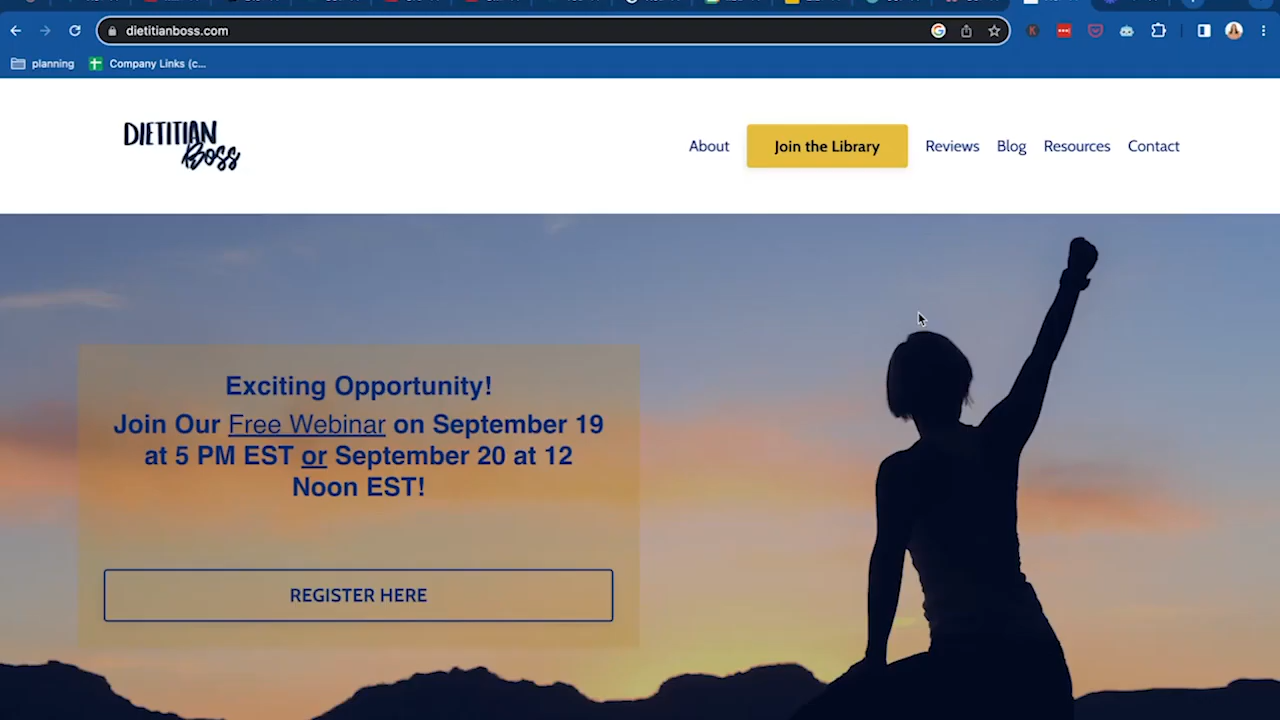 dietitianboss.com
planning
Company Links (c...
DIETITIAN
Boss
About
Join the Library
Reviews
Blog
Resources
Contact
Exciting Opportunity!
Join Our Free Webinar on September 19
at 5 PM EST or September 20 at 12
Noon EST!
REGISTER HERE